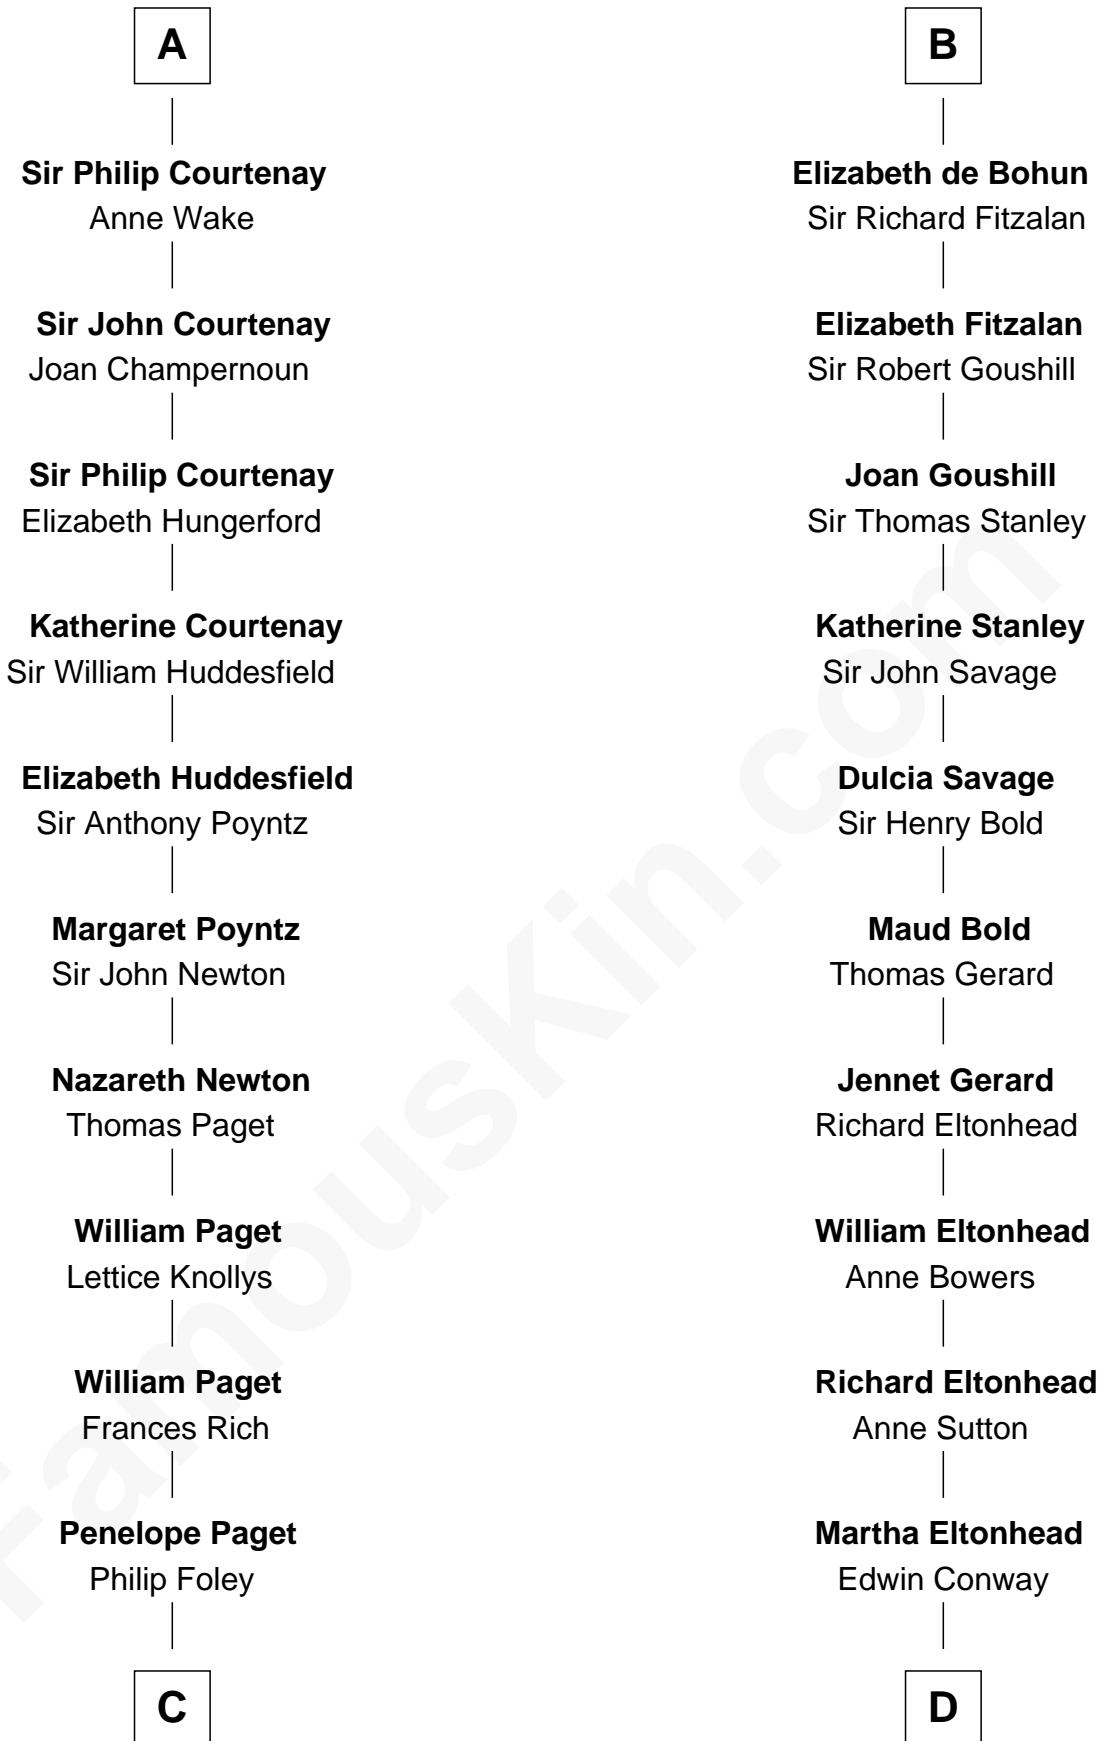 A
Sir Philip Courtenay
Anne Wake
Sir John Courtenay
Joan Champernoun
Sir Philip Courtenay
Elizabeth Hungerford
Katherine Courtenay
Sir William Huddesfield
Elizabeth Huddesfield
Sir Anthony Poyntz
Margaret Poyntz
Sir John Newton
Nazareth Newton
Thomas Paget
William Paget
Lettice Knollys
William Paget
Frances Rich
Penelope Paget
Philip Foley
C
B
Elizabeth de Bohun
Sir Richard Fitzalan
Elizabeth Fitzalan
Sir Robert Goushill
Joan Goushill
Sir Thomas Stanley
Katherine Stanley
Sir John Savage
Dulcia Savage
Sir Henry Bold
Maud Bold
Thomas Gerard
Jennet Gerard
Richard Eltonhead
William Eltonhead
Anne Bowers
Richard Eltonhead
Anne Sutton
Martha Eltonhead
Edwin Conway
D
FamousKin.com